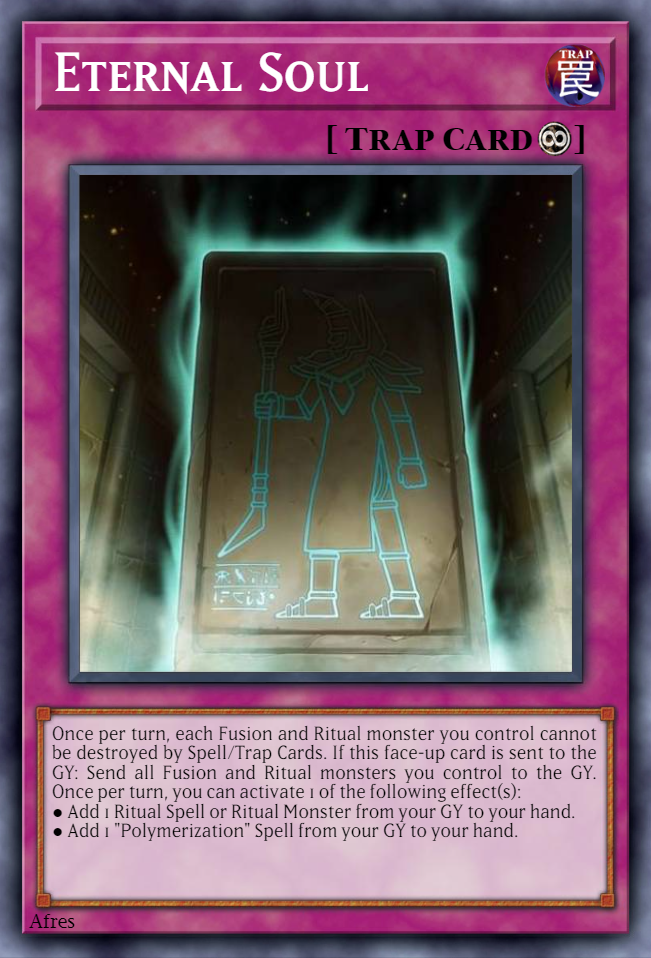 Eternal Soul
TRAP
罠
[ Trap Card ]
Once per turn, each Fusion and Ritual monster you control cannot
be destroyed by Spell/Trap Cards. If this face-up card is sent to the
GY: Send all Fusion and Ritual monsters you control to the GY.
Once per turn, you can activate 1 of the following effect(s):
● Add 1 Ritual Spell or Ritual Monster from your GY to your hand.
● Add 1 "Polymerization" Spell from your GY to your hand.
Afres